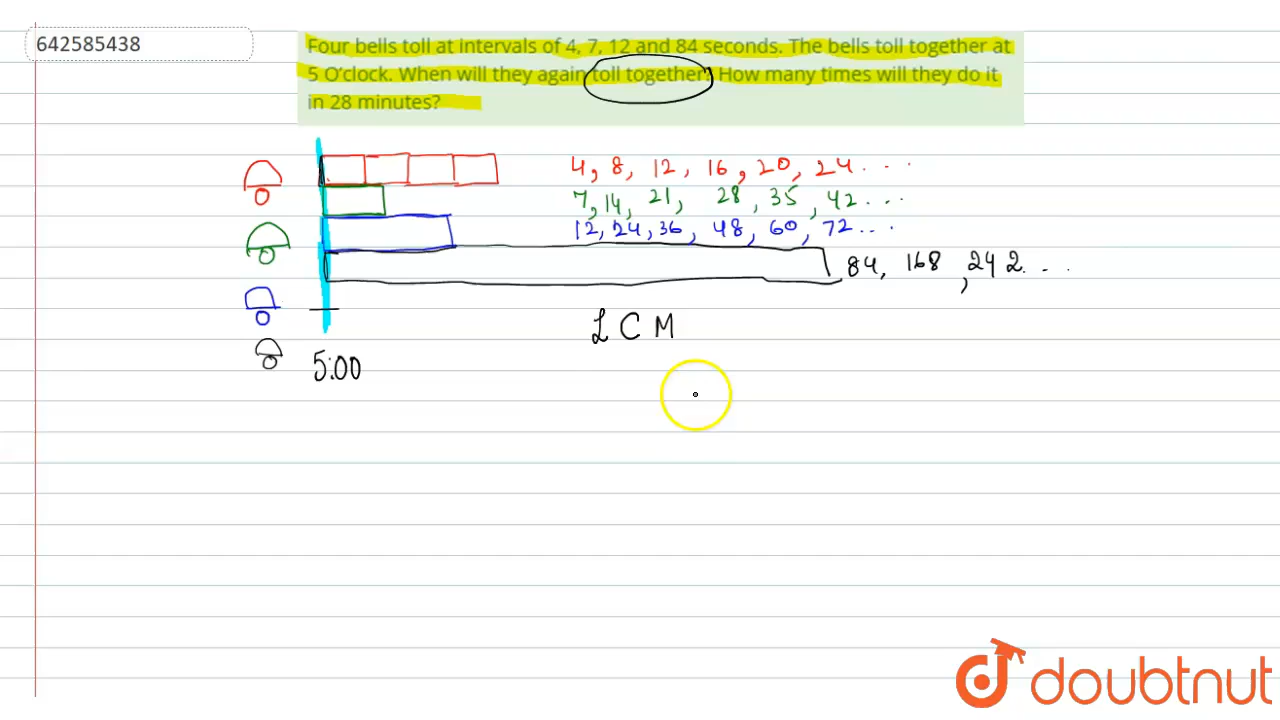 642585438
Four bells toll at intervals of 4, 7, 12 and 84 seconds. The bells toll together at
5 O'clock. When will they again toll together? How many times will they do it
in 28 minutes?
4, 8, 12, 16, 20, 24 . . .
7, 14, 21, 28, 35, 42 . . .
12, 24, 36, 48, 60, 72 . . .
84, 168, 242 . . .
LCM
5:00
doubtnut